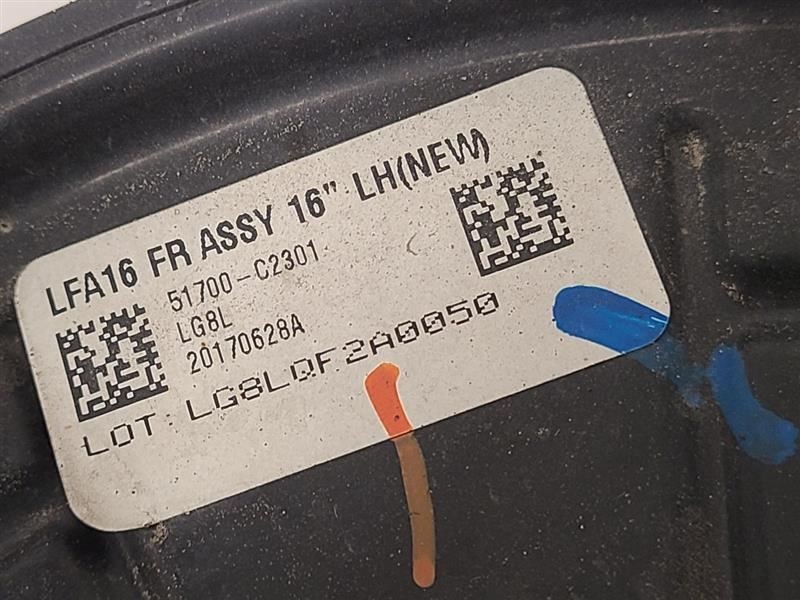 LFA16 FR ASSY 16" LH(NEW)
51700-C2301
LG8L
20170628A
LOT: LG8LQF2A0050